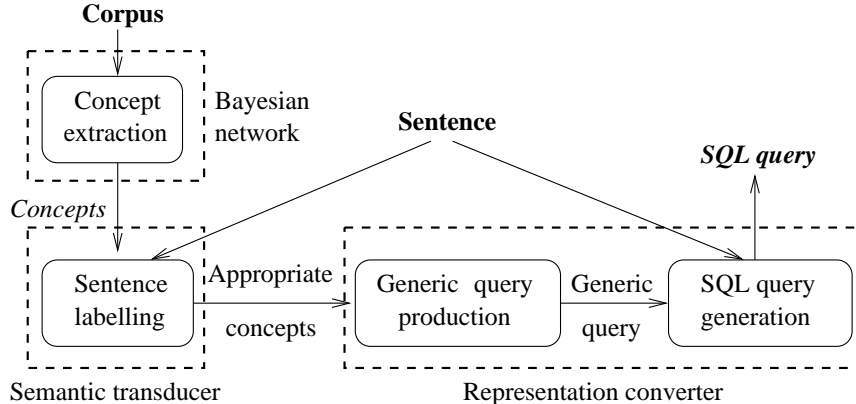 Corpus
Concept
extraction
Bayesian
network
Sentence
SQL query
Concepts
Sentence
labelling
Appropriate
concepts
Generic query
production
Generic
query
SQL query
generation
Semantic transducer
Representation converter